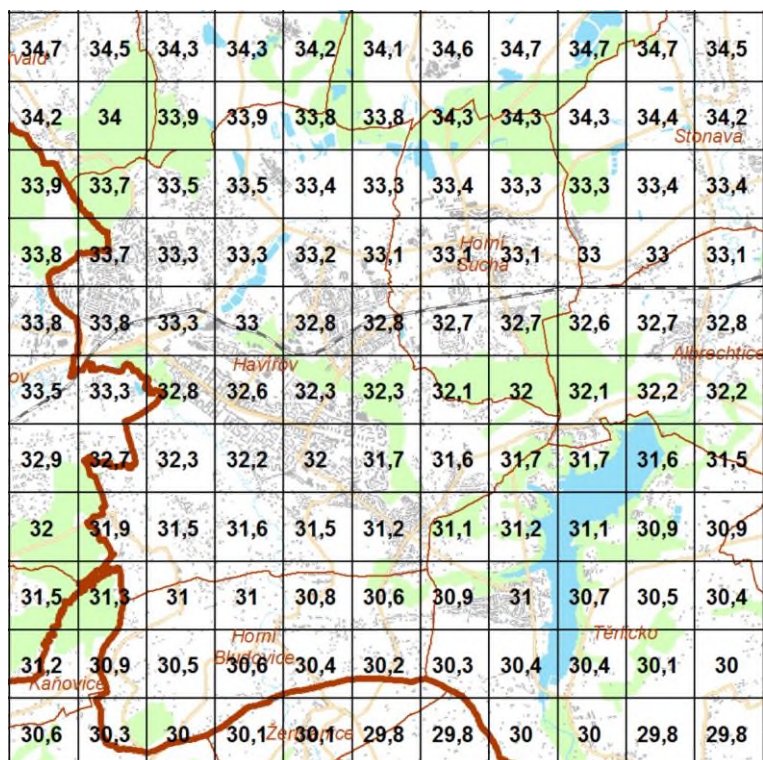 34,7 34,5 34,3 34,3 34,2 34,1 34,6 34,7 34,7 34,7 34,5
rvald
34,2 34 33,9 33,9 33,8 33,8 34,3 34,3 34,3 34,4 34,2
Stonava
33,9 33,7 33,5 33,5 33,4 33,3 33,4 33,3 33,3 33,4 33,4
33,8 33,7 33,3 33,3 33,2 33,1 33,1 33,1 33 33 33,1
Horní
Suchá
33,8 33,8 33,3 33 32,8 32,8 32,7 32,7 32,6 32,7 32,8
Albrechtice
Havířov
ov
33,5 33,3 32,8 32,6 32,3 32,3 32,1 32 32,1 32,2 32,2
32,9 32,7 32,3 32,2 32 31,7 31,6 31,7 31,7 31,6 31,5
32 31,9 31,5 31,6 31,5 31,2 31,1 31,2 31,1 30,9 30,9
31,5 31,3 31 31 30,8 30,6 30,9 31 30,7 30,5 30,4
Horní
Bludovice
Těrlicko
31,2 30,9 30,5 30,6 30,4 30,2 30,3 30,4 30,4 30,1 30
Kaňovice
30,6 30,3 30 30,1 30,1 29,8 29,8 30 30 29,8 29,8